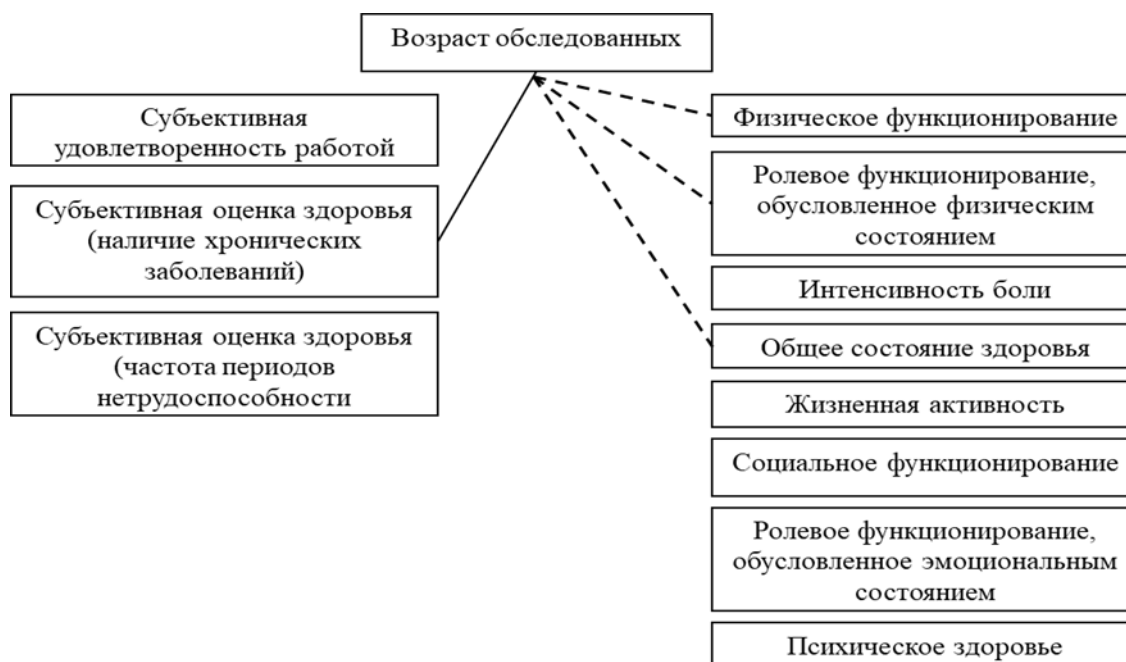 Возраст обследованных
Субъективная
удовлетворенность работой
Субъективная оценка здоровья
(наличие хронических
заболеваний)
Субъективная оценка здоровья
(частота периодов
нетрудоспособности
Физическое функционирование
Ролевое функционирование,
обусловленное физическим
состоянием
Интенсивность боли
Общее состояние здоровья
Жизненная активность
Социальное функционирование
Ролевое функционирование,
обусловленное эмоциональным
состоянием
Психическое здоровье